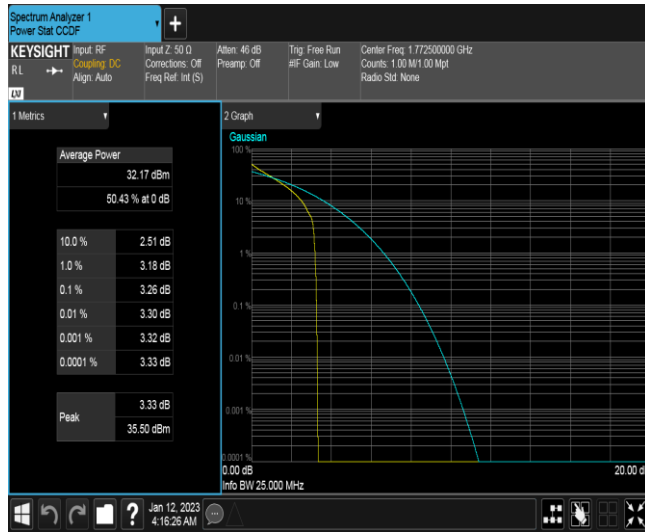 Spectrum Analyzer 1
Power Stat CCDF
+
KEYSIGHT
R L
LXI
Input: RF
Coupling: DC
Align: Auto
Input Z: 50 Ω
Corrections: Off
Freq Ref: Int (S)
Atten: 46 dB
Preamp: Off
Trig: Free Run
#IF Gain: Low
Center Freq: 1.772500000 GHz
Counts: 1.00 M/1.00 Mpt
Radio Std: None
1 Metrics
Average Power
32.17 dBm
50.43 % at 0 dB
10.0 % 2.51 dB
1.0 % 3.18 dB
0.1 % 3.26 dB
0.01 % 3.30 dB
0.001 % 3.32 dB
0.0001 % 3.33 dB
Peak
3.33 dB
35.50 dBm
2 Graph
Gaussian
100 %
10 %
1 %
0.1 %
0.01 %
0.001 %
0.0001 %
0.00 dB 20.00 d
Info BW 25.000 MHz
?
Jan 12, 2023
4:16:26 AM